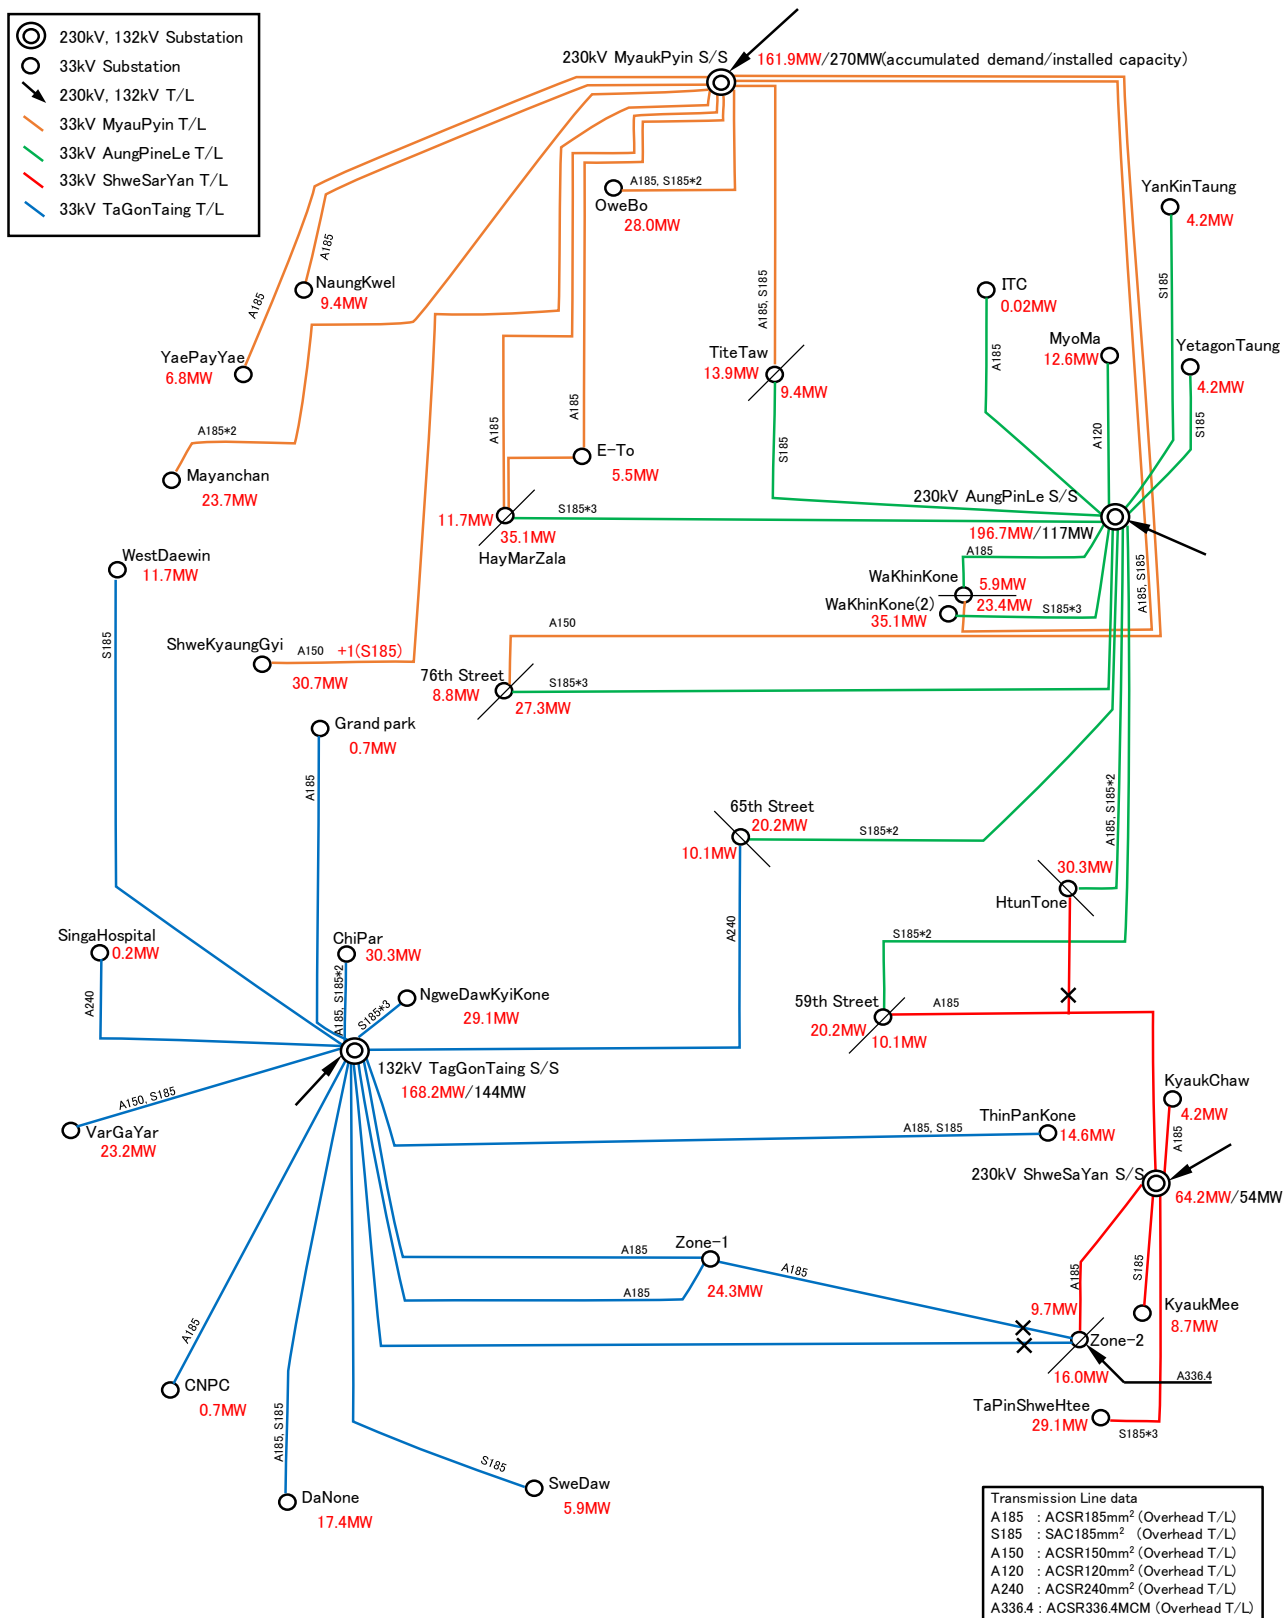 230kV, 132kV Substation
33kV Substation
230kV, 132kV T/L
33kV MyauPyin T/L
33kV AungPineLe T/L
33kV ShweSarYan T/L
33kV TaGonTaing T/L
230kV MyaukPyin S/S
161.9MW/270MW(accumulated demand/installed capacity)
A185, S185*2
OweBo
28.0MW
YanKinTaung
4.2MW
A185
NaungKwel
9.4MW
A185
YaePayYae
6.8MW
A185, S185
TiteTaw
13.9MW
9.4MW
ITC
0.02MW
A185
MyoMa
12.6MW
A120
S185
YetagonTaung
4.2MW
S185
A185*2
Mayanchan
23.7MW
A185
A185
E-To
5.5MW
S185
230kV AungPinLe S/S
196.7MW/117MW
11.7MW
S185*3
35.1MW
HayMarZala
WestDaewin
11.7MW
S185
A185
WaKhinKone
5.9MW
23.4MW
WaKhinKone(2)
35.1MW
S185*3
A185, S185
A150
ShweKyaungGyi
A150 +1(S185)
30.7MW
76th Street
8.8MW
S185*3
27.3MW
Grand park
0.7MW
A185
65th Street
20.2MW
10.1MW
S185*2
A185, S185*2
30.3MW
HtunTone
A240
SingaHospital
0.2MW
A240
ChiPar
30.3MW
A185, S185*2
S185*3
NgweDawKyiKone
29.1MW
S185*2
59th Street
A185
20.2MW
10.1MW
132kV TagGonTaing S/S
168.2MW/144MW
A150, S185
VarGaYar
23.2MW
KyaukChaw
4.2MW
A185
ThinPanKone
A185, S185
14.6MW
230kV ShweSaYan S/S
64.2MW/54MW
Zone-1
A185
A185
A185
24.3MW
A185
S185
9.7MW
KyaukMee
8.7MW
Zone-2
16.0MW
A336.4
A185
CNPC
0.7MW
TaPinShweHtee
29.1MW
S185*3
A185, S185
S185
SweDaw
5.9MW
DaNone
17.4MW
Transmission Line data
A185 : ACSR185mm² (Overhead T/L)
S185 : SAC185mm² (Overhead T/L)
A150 : ACSR150mm² (Overhead T/L)
A120 : ACSR120mm² (Overhead T/L)
A240 : ACSR240mm² (Overhead T/L)
A336.4 : ACSR336.4MCM (Overhead T/L)